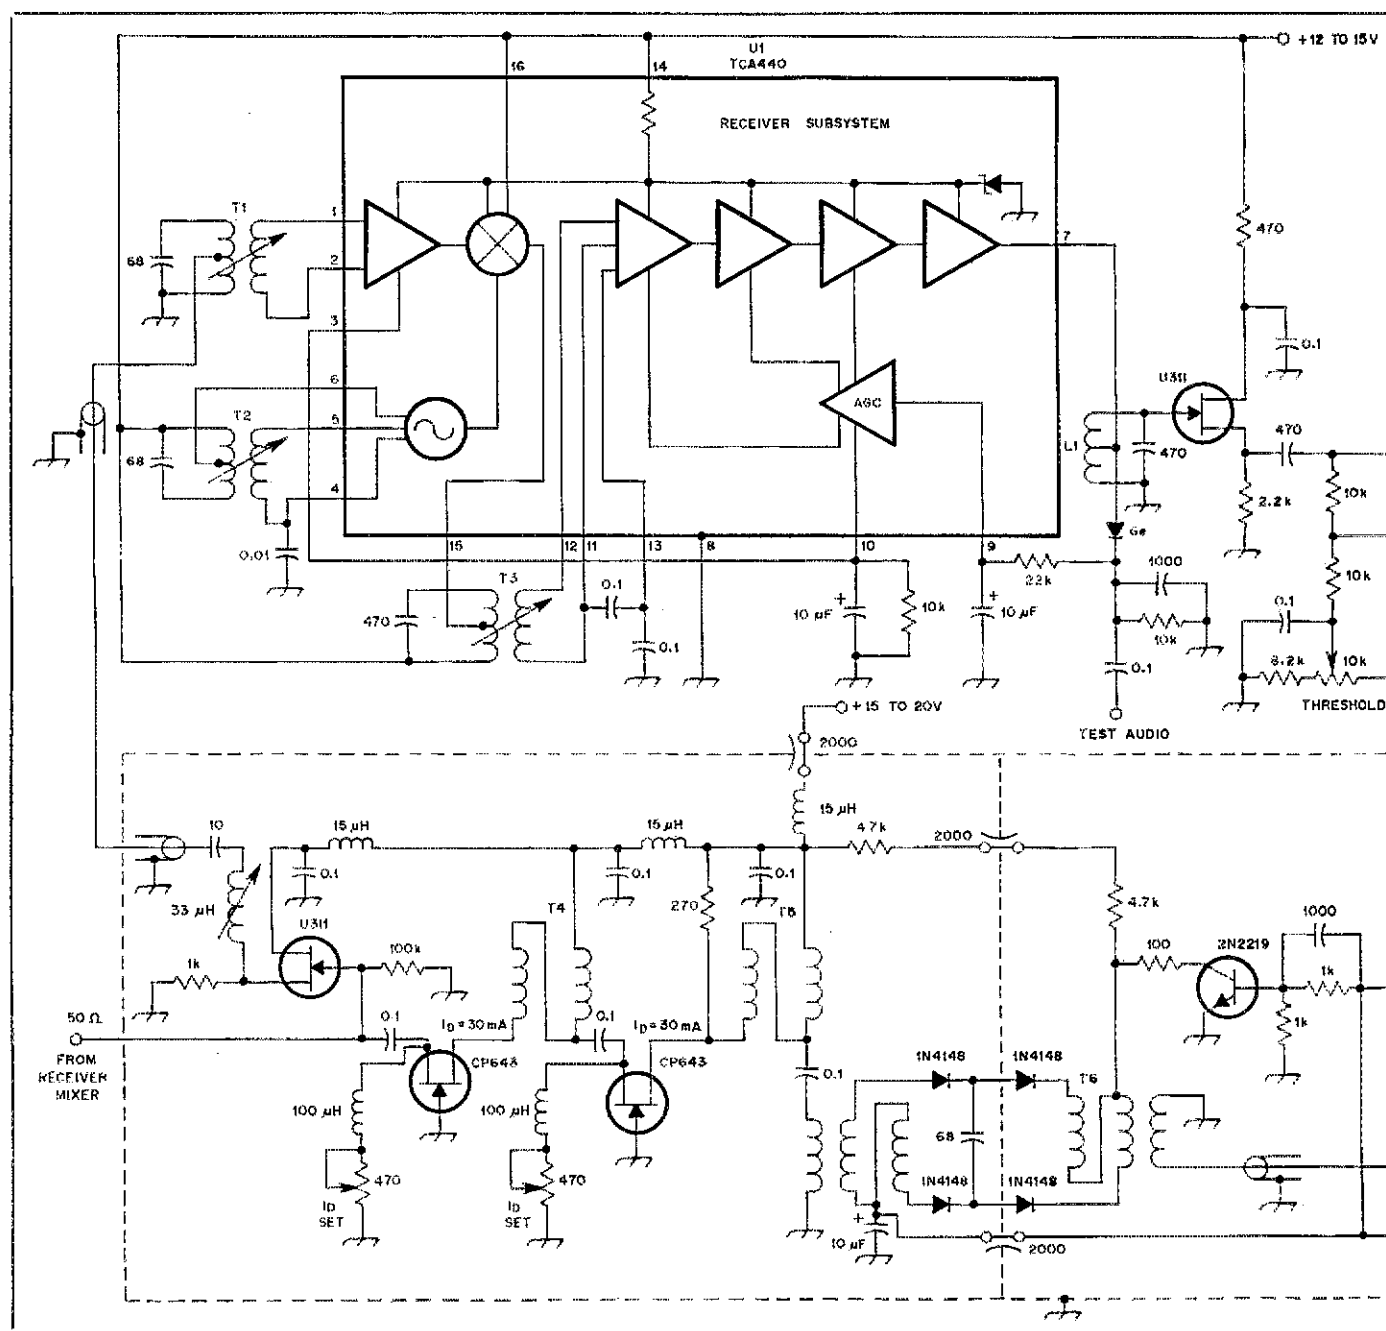 +12 TO 15V
U1
TCA440
16
14
RECEIVER SUBSYSTEM
T1
1
68
2
3
7
470
0.1
U311
6
T2
5
AGC
68
4
L1
470
470
10k
2.2k
Ge
0.01
15
12
11
13
8
10
9
22k
1000
T3
0.1
10k
470
+
10 µF
10k
+
10 µF
0.1
10k
0.1
0.1
8.2k
10k
THRESHOLD
+15 TO 20V
TEST AUDIO
2000
15 µH
10
15 µH
15 µH
47k
2000
0.1
0.1
0.1
33 µH
270
4.7k
T4
T5
U311
1000
1k
100k
100
2N2219
1k
50 Ω
0.1
ID = 30 mA
0.1
ID = 30 mA
1k
FROM
RECEIVER
MIXER
CP643
CP643
0.1
1N4148
1N4148
T6
100 µH
100 µH
68
470
470
1N4148
1N4148
ID
SET
ID
SET
+
10 µF
2000